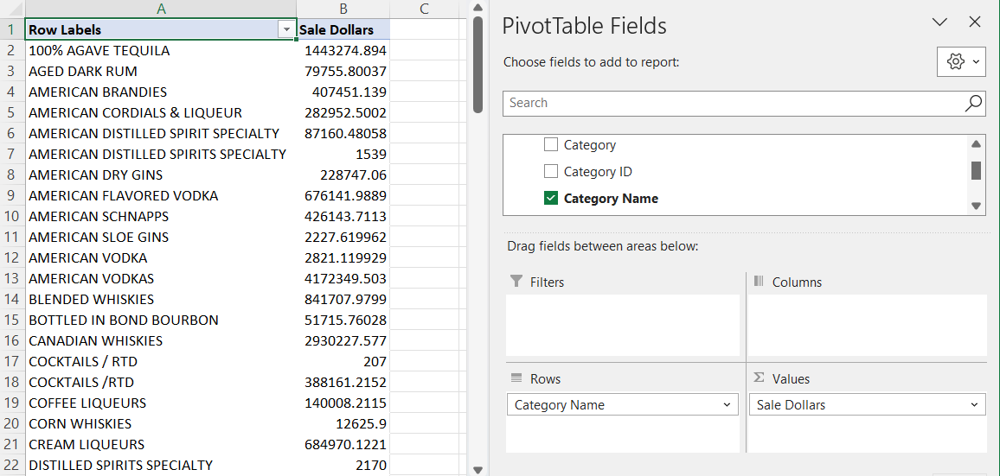 A B C
1 Row Labels Sale Dollars
2 100% AGAVE TEQUILA 1443274.894
3 AGED DARK RUM 79755.80037
4 AMERICAN BRANDIES 407451.139
5 AMERICAN CORDIALS & LIQUEUR 282952.5002
6 AMERICAN DISTILLED SPIRIT SPECIALTY 87160.48058
7 AMERICAN DISTILLED SPIRITS SPECIALTY 1539
8 AMERICAN DRY GINS 228747.06
9 AMERICAN FLAVORED VODKA 676141.9889
10 AMERICAN SCHNAPPS 426143.7113
11 AMERICAN SLOE GINS 2227.619962
12 AMERICAN VODKA 2821.119929
13 AMERICAN VODKAS 4172349.503
14 BLENDED WHISKIES 841707.9799
15 BOTTLED IN BOND BOURBON 51715.76028
16 CANADIAN WHISKIES 2930227.577
17 COCKTAILS / RTD 207
18 COCKTAILS /RTD 388161.2152
19 COFFEE LIQUEURS 140008.2115
20 CORN WHISKIES 12625.9
21 CREAM LIQUEURS 684970.1221
22 DISTILLED SPIRITS SPECIALTY 2170
PivotTable Fields
Choose fields to add to report:
Search
Category
Category ID
Category Name
Drag fields between areas below:
Filters
Columns
Rows
Σ Values
Category Name
Sale Dollars